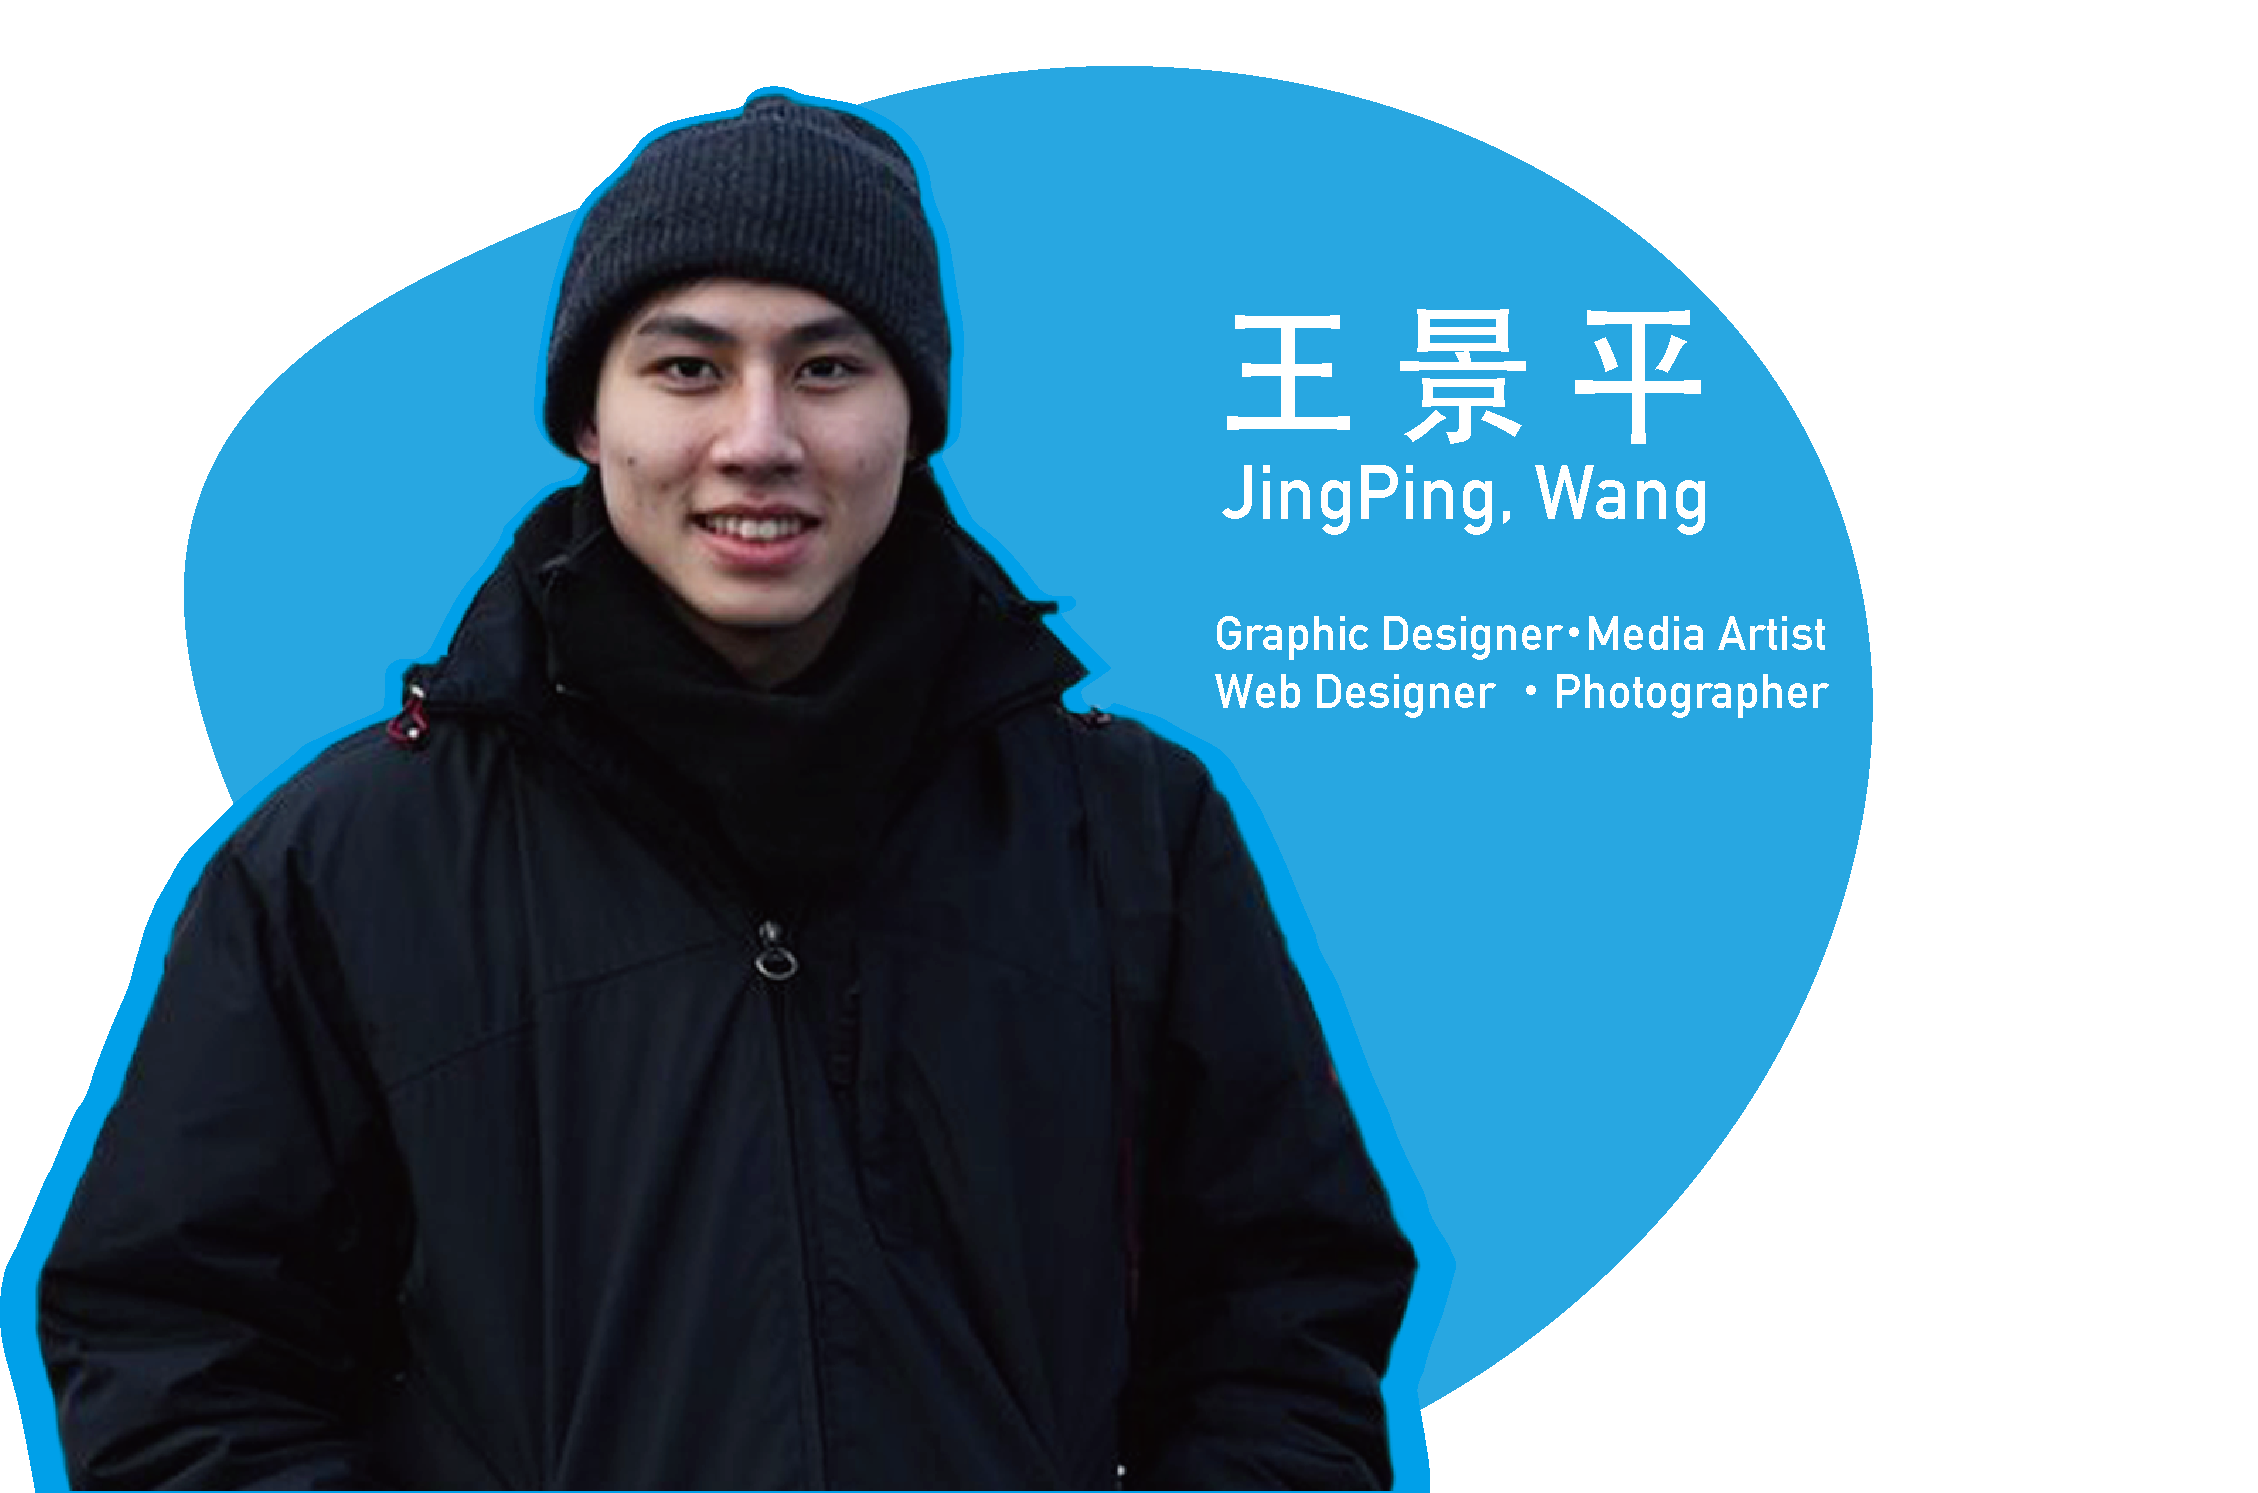 王景平
JingPing, Wang
Graphic Designer・Media Artist
Web Designer ・ Photographer